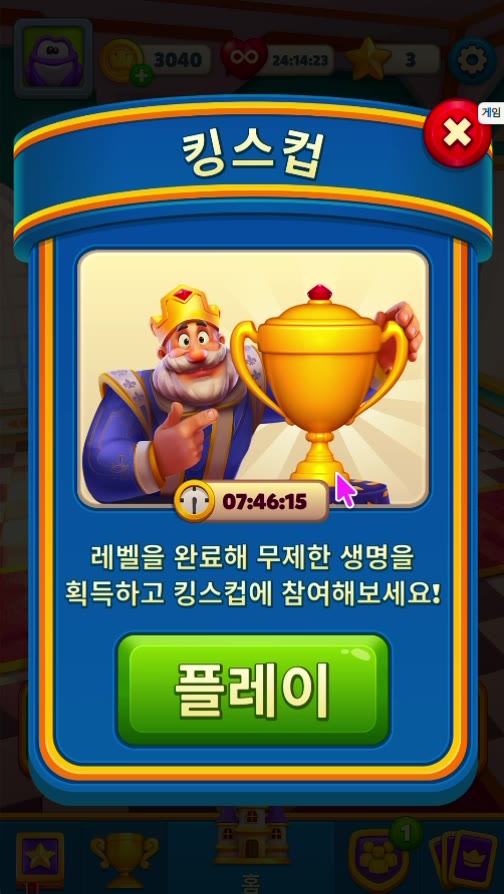 3040
24:14:23
3
게임
킹스컵
07:46:15
레벨을 완료해 무제한 생명을
획득하고 킹스컵에 참여해보세요!
플레이
1
홈